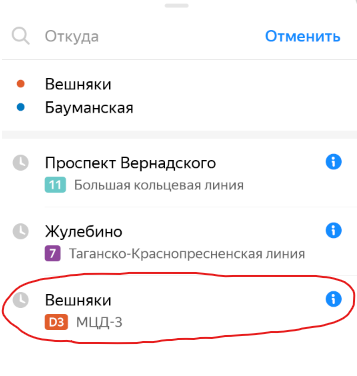 Откуда Отменить
Вешняки
Бауманская
Проспект Вернадского
11 Большая кольцевая линия
Жулебино
7 Таганско-Краснопресненская линия
Вешняки
D3 МЦД-3